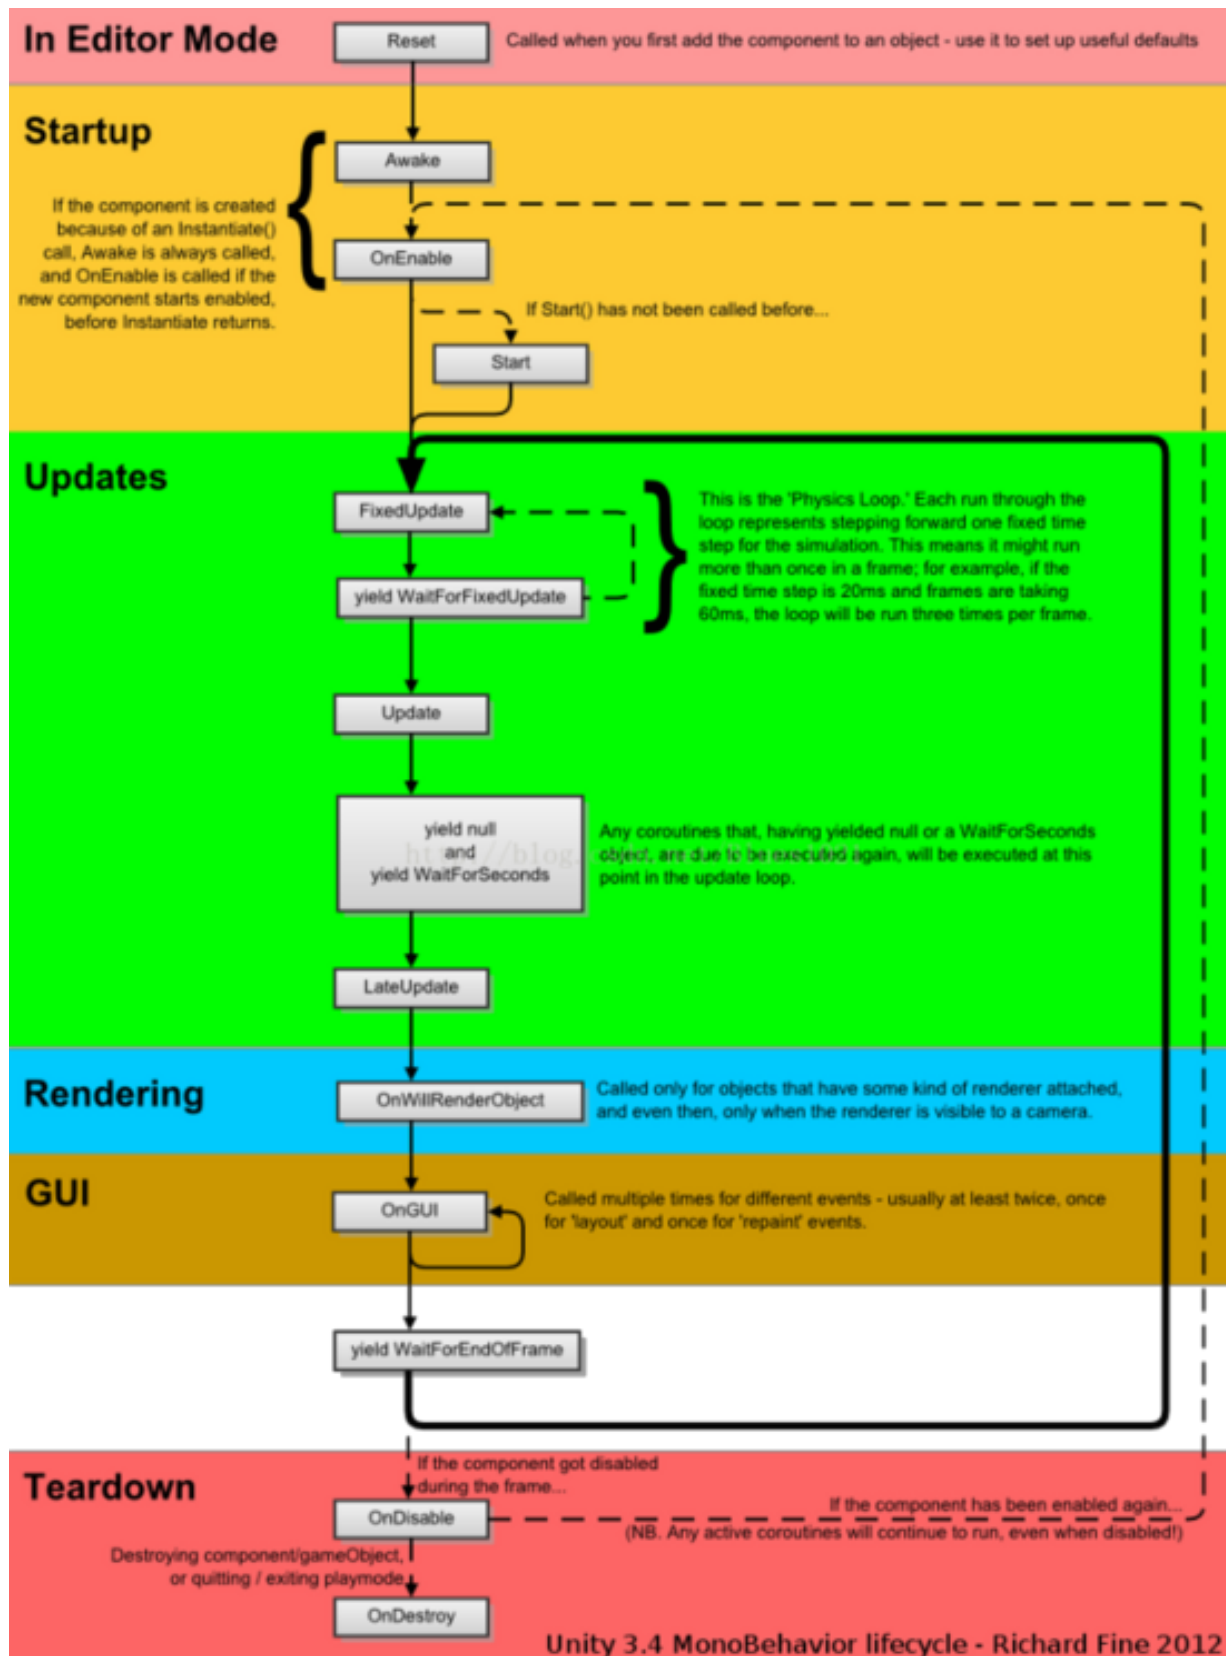 In Editor Mode
Reset
Called when you first add the component to an object - use it to set up useful defaults
Startup
Awake
If the component is created
because of an Instantiate()
call, Awake is always called,
and OnEnable is called if the
new component starts enabled,
before Instantiate returns.
OnEnable
If Start() has not been called before...
Start
Updates
FixedUpdate
yield WaitForFixedUpdate
This is the 'Physics Loop.' Each run through the
loop represents stepping forward one fixed time
step for the simulation. This means it might run
more than once in a frame; for example, if the
fixed time step is 20ms and frames are taking
60ms, the loop will be run three times per frame.
Update
yield null
and
yield WaitForSeconds
Any coroutines that, having yielded null or a WaitForSeconds
object, are due to be executed again, will be executed at this
point in the update loop.
LateUpdate
Rendering
OnWillRenderObject
Called only for objects that have some kind of renderer attached,
and even then, only when the renderer is visible to a camera.
GUI
OnGUI
Called multiple times for different events - usually at least twice, once
for 'layout' and once for 'repaint' events.
yield WaitForEndOfFrame
Teardown
If the component got disabled
during the frame...
OnDisable
If the component has been enabled again...
(NB. Any active coroutines will continue to run, even when disabled!)
Destroying component/gameObject,
or quitting / exiting playmode
OnDestroy
Unity 3.4 MonoBehavior lifecycle - Richard Fine 2012